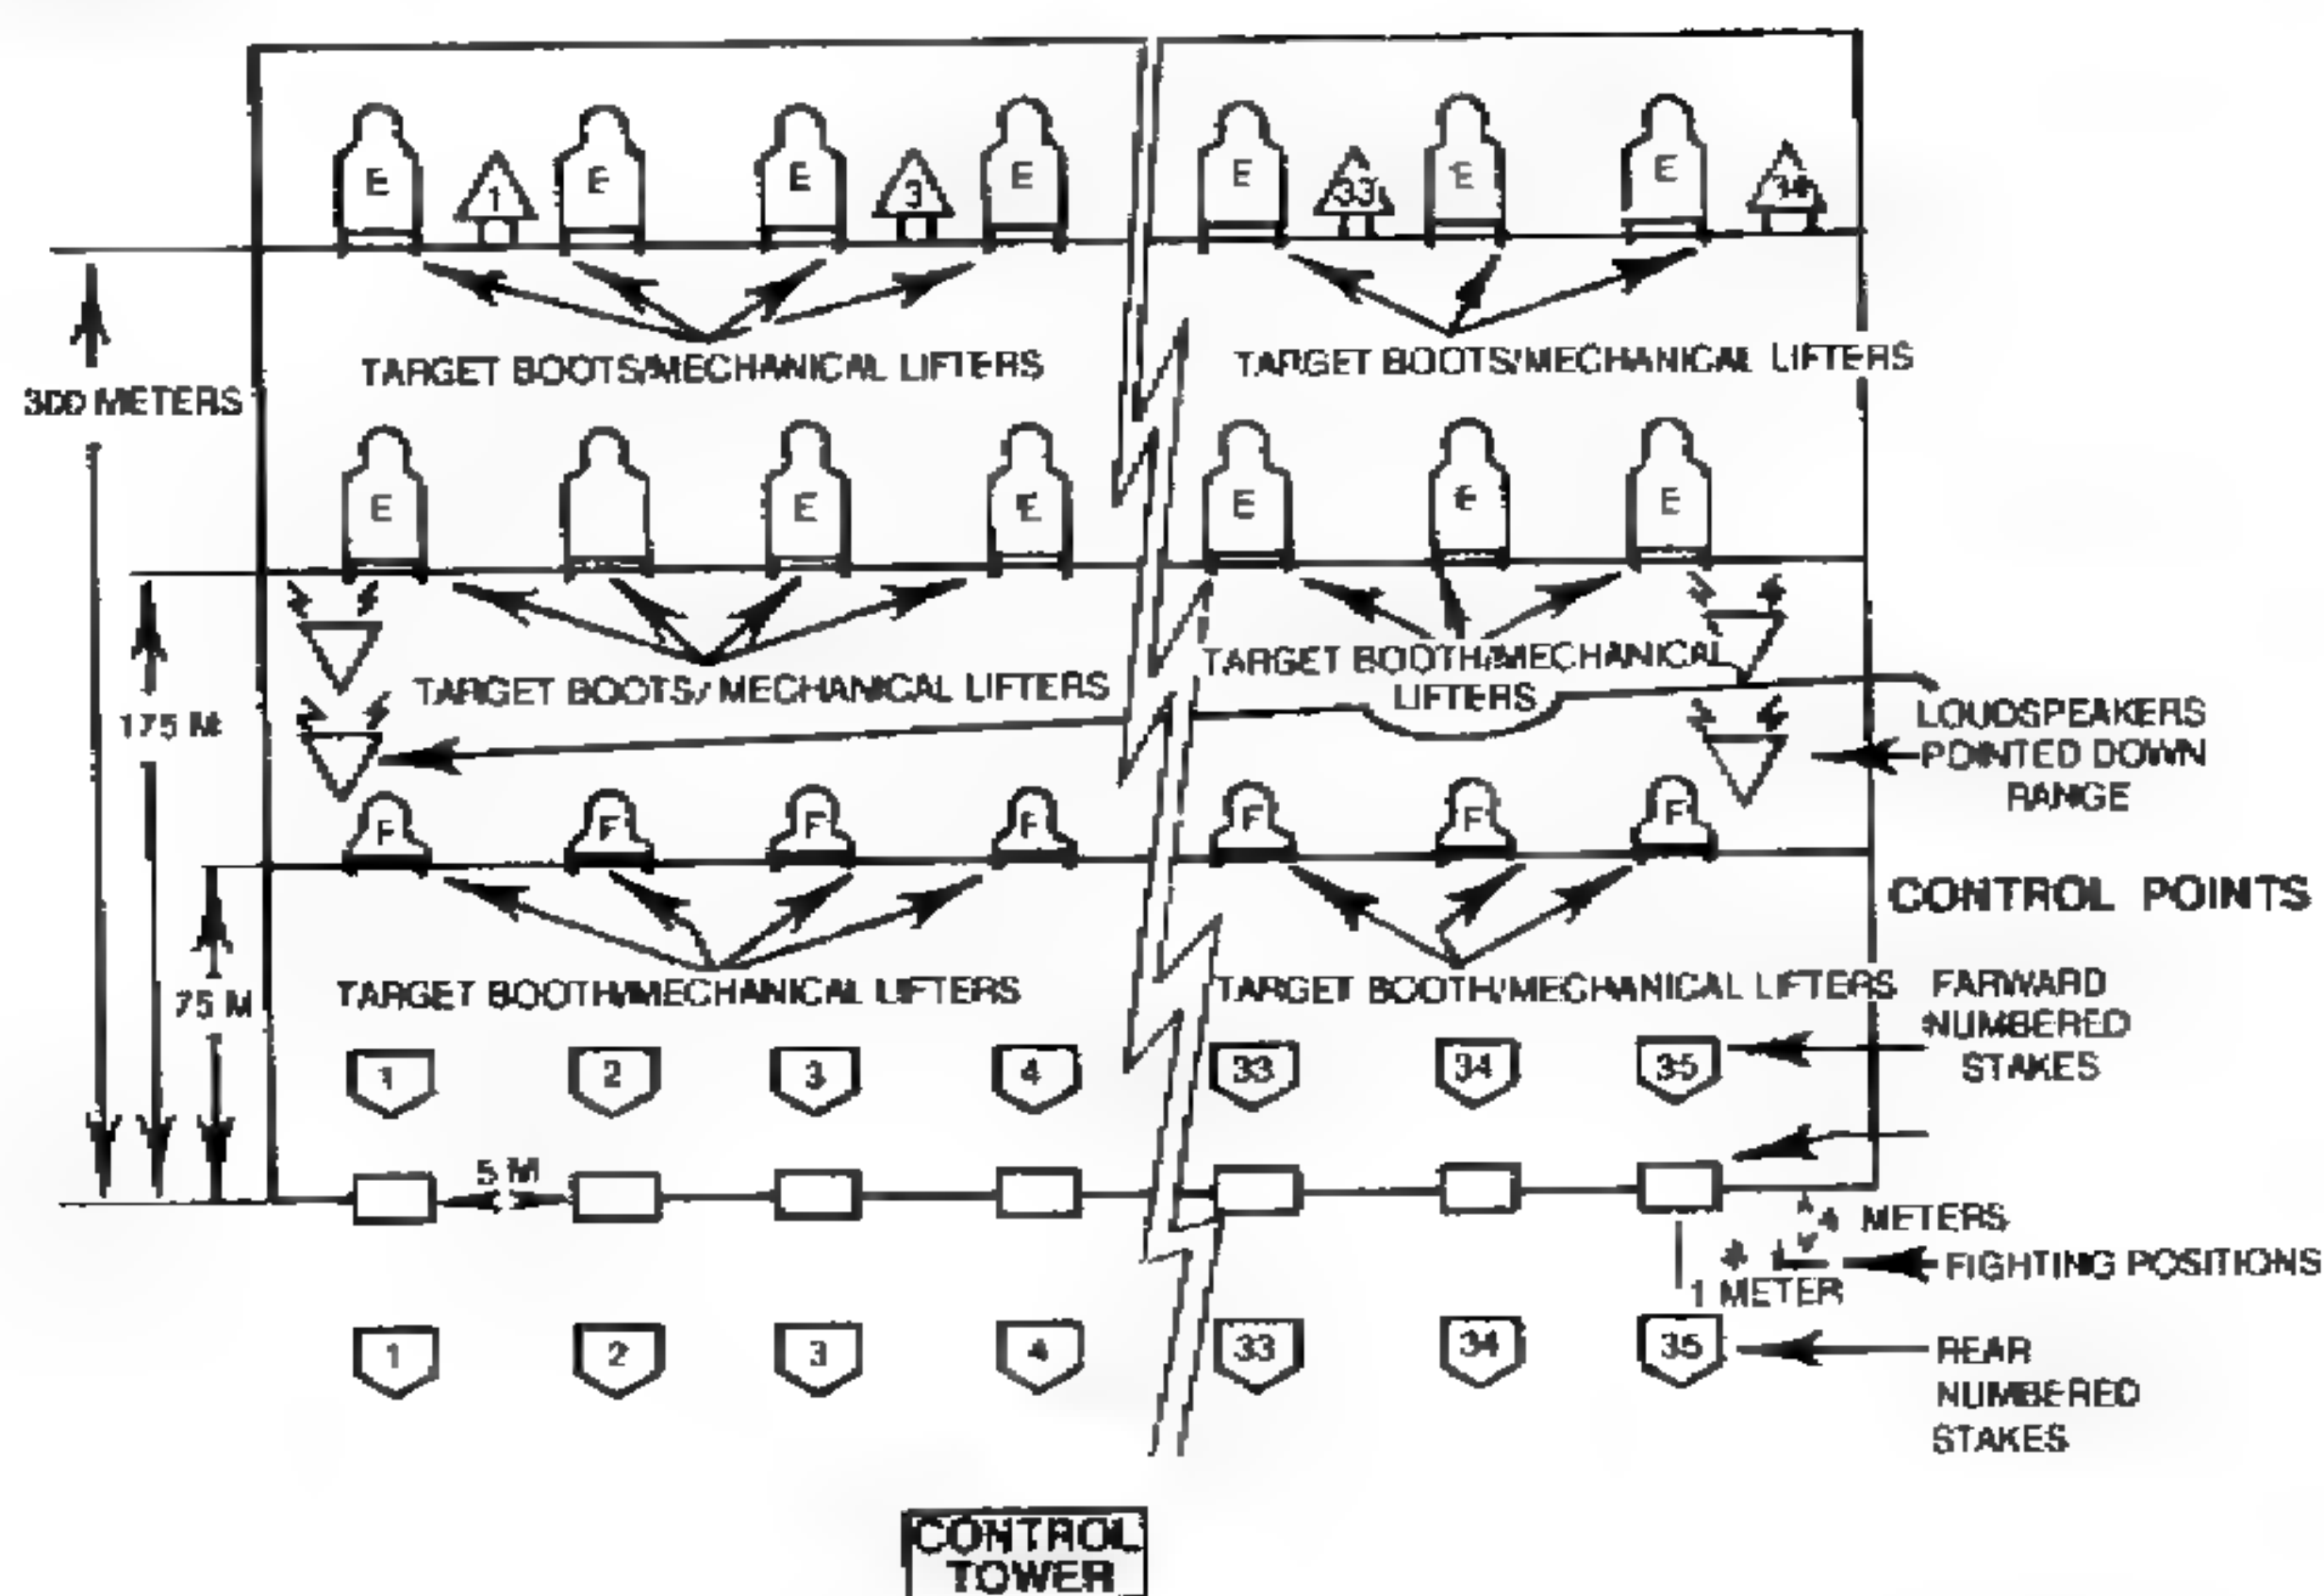 E 1 E E 3 E E 33 E E 34
TARGET BOOTS/MECHANICAL LIFTERS TARGET BOOTS/MECHANICAL LIFTERS
300 METERS
E E E E E E
TARGET BOOTS/ MECHANICAL LIFTERS
TARGET BOOTH/MECHANICAL
LIFTERS
175 M
LOUDSPEAKERS
POINTED DOWN
RANGE
F F F F F F F
CONTROL POINTS
75 M
TARGET BOOTH/MECHANICAL LIFTERS TARGET BOOTH/MECHANICAL LIFTERS
FARWARD
NUMBERED
STAKES
1 2 3 4 33 34 35
5 M
4 METERS
FIGHTING POSITIONS
1 METER
1 2 3 4 33 34 35
REAR
NUMBERED
STAKES
CONTROL
TOWER